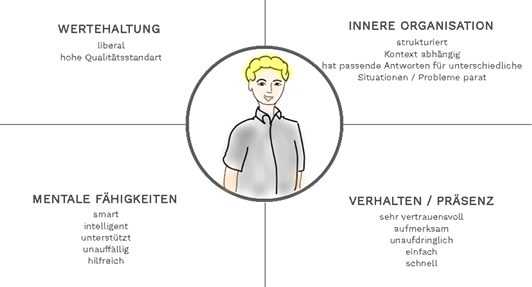 WERTEHALTUNG
liberal
hohe Qualitätsstandart
INNERE ORGANISATION
strukturiert
Kontext abhängig
hat passende Antworten für unterschiedliche
Situationen / Probleme parat
MENTALE FÄHIGKEITEN
smart
intelligent
unterstützt
unauffällig
hilfreich
VERHALTEN / PRÄSENZ
sehr vertrauensvoll
aufmerksam
unaufdringlich
einfach
schnell